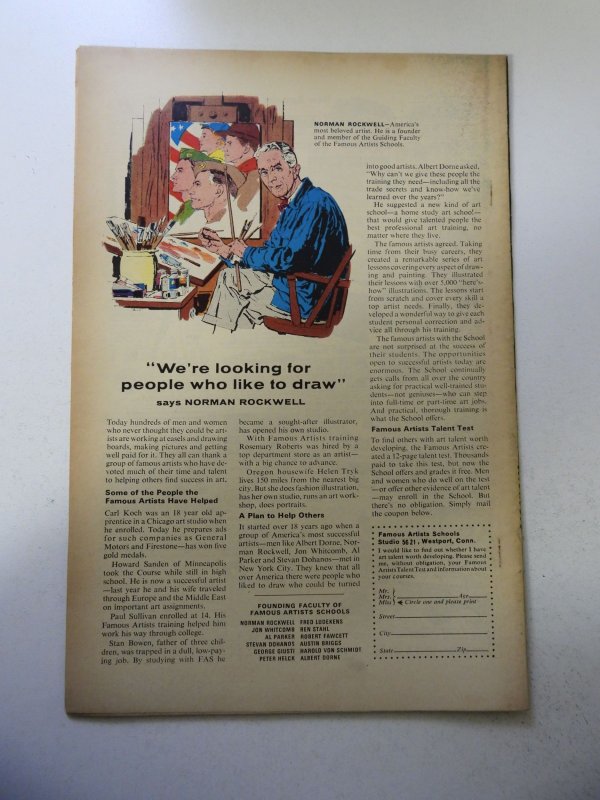 NORMAN ROCKWELL—America's
most beloved artist. He is a founder
and member of the Guiding Faculty
of the Famous Artists Schools.
"We're looking for
people who like to draw"
says NORMAN ROCKWELL
Today hundreds of men and women
who never thought they could be art-
ists are working at easels and drawing
boards, making pictures and getting
well paid for it. They all can thank a
group of famous artists who have de-
voted much of their time and talent
to helping others find success in art.
Some of the People the
Famous Artists Have Helped
Carl Koch was an 18 year old ap-
prentice in a Chicago art studio when
he enrolled. Today he prepares ads
for such companies as General
Motors and Firestone—has won five
gold medals.
Howard Sanden of Minneapolis
took the Course while still in high
school. He is now a successful artist
—last year he and his wife traveled
through Europe and the Middle East
on important art assignments.
Paul Sullivan enrolled at 14. His
Famous Artists training helped him
work his way through college.
Stan Bowen, father of three chil-
dren, was trapped in a dull, low-pay-
ing job. By studying with FAS he
became a sought-after illustrator,
has opened his own studio.
With Famous Artists training
Rosemary Roberts was hired by a
top department store as an artist—
with a big chance to advance.
Oregon housewife Helen Tryk
lives 150 miles from the nearest big
city. But she does fashion illustration,
has her own studio, runs an art work-
shop, does portraits.
A Plan to Help Others
It started over 18 years ago when a
group of America's most successful
artists—men like Albert Dorne, Nor-
man Rockwell, Jon Whitcomb, Al
Parker and Stevan Dohanos—met in
New York City. They knew that all
over America there were people who
liked to draw who could be turned
FOUNDING FACULTY OF
FAMOUS ARTISTS SCHOOLS
NORMAN ROCKWELL FRED LUDEKENS
JON WHITCOMB BEN STAHL
AL PARKER ROBERT FAWCETT
STEVAN DOHANOS AUSTIN BRIGGS
GEORGE GIUSTI HAROLD VON SCHMIDT
PETER HELCK ALBERT DORNE
into good artists. Albert Dorne asked,
"Why can't we give these people the
training they need—including all the
trade secrets and know-how we've
learned over the years?"
He suggested a new kind of art
school—a home study art school—
that would give talented people the
best professional art training, no
matter where they live.
The famous artists agreed. Taking
time from their busy careers, they
created a remarkable series of art
lessons covering every aspect of draw-
ing and painting. They illustrated
their lessons with over 5,000 "here's-
how" illustrations. The lessons start
from scratch and cover every skill a
top artist needs. Finally, they de-
veloped a wonderful way to give each
student personal correction and ad-
vice all through his training.
The famous artists with the School
are not surprised at the success of
their students. The opportunities
open to successful artists today are
enormous. The School continually
gets calls from all over the country
asking for practical well-trained stu-
dents—not geniuses—who can step
into full-time or part-time art jobs.
And practical, thorough training is
what the School offers.
Famous Artists Talent Test
To find others with art talent worth
developing, the Famous Artists cre-
ated a 12-page talent test. Thousands
paid to take this test, but now the
School offers and grades it free. Men
and women who do well on the test
—or offer other evidence of art talent
—may enroll in the School. But
there's no obligation. Simply mail
the coupon below.
Famous Artists Schools
Studio 5621, Westport, Conn.
I would like to find out whether I have
art talent worth developing. Please send
me, without obligation, your Famous
Artists Talent Test and information about
your courses.
Mr.
Mrs. Age
Miss Circle one and please print
Street
City
State Zip